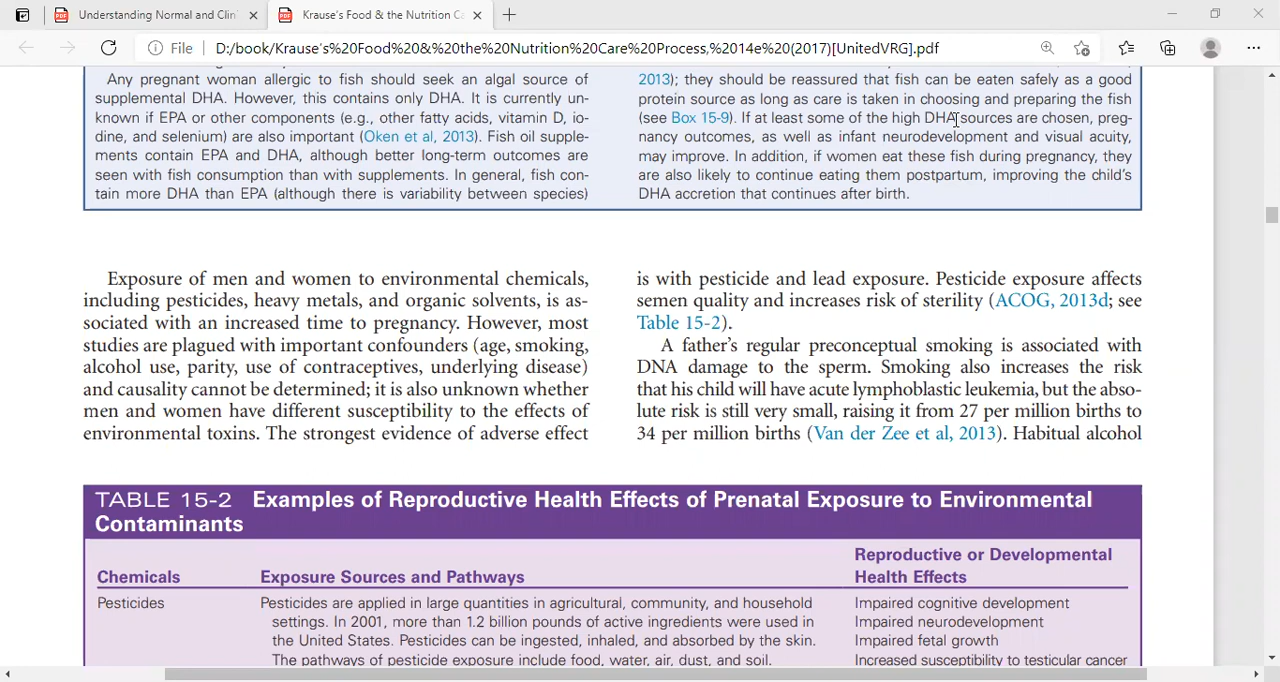 Understanding Normal and Clin
Krause's Food & the Nutrition Ca
File
D:/book/Krause's%20Food%20&%20the%20Nutrition%20Care%20Process,%2014e%20(2017)[UnitedVRG].pdf
Any pregnant woman allergic to fish should seek an algal source of
supplemental DHA. However, this contains only DHA. It is currently un-
known if EPA or other components (e.g., other fatty acids, vitamin D, io-
dine, and selenium) are also important (Oken et al, 2013). Fish oil supple-
ments contain EPA and DHA, although better long-term outcomes are
seen with fish consumption than with supplements. In general, fish con-
tain more DHA than EPA (although there is variability between species)
2013); they should be reassured that fish can be eaten safely as a good
protein source as long as care is taken in choosing and preparing the fish
(see Box 15-9). If at least some of the high DHA sources are chosen, preg-
nancy outcomes, as well as infant neurodevelopment and visual acuity,
may improve. In addition, if women eat these fish during pregnancy, they
are also likely to continue eating them postpartum, improving the child's
DHA accretion that continues after birth.
Exposure of men and women to environmental chemicals,
including pesticides, heavy metals, and organic solvents, is as-
sociated with an increased time to pregnancy. However, most
studies are plagued with important confounders (age, smoking,
alcohol use, parity, use of contraceptives, underlying disease)
and causality cannot be determined; it is also unknown whether
men and women have different susceptibility to the effects of
environmental toxins. The strongest evidence of adverse effect
is with pesticide and lead exposure. Pesticide exposure affects
semen quality and increases risk of sterility (ACOG, 2013d; see
Table 15-2).
A father's regular preconceptual smoking is associated with
DNA damage to the sperm. Smoking also increases the risk
that his child will have acute lymphoblastic leukemia, but the abso-
lute risk is still very small, raising it from 27 per million births to
34 per million births (Van der Zee et al, 2013). Habitual alcohol
TABLE 15-2 Examples of Reproductive Health Effects of Prenatal Exposure to Environmental
Contaminants
Chemicals
Exposure Sources and Pathways
Reproductive or Developmental
Health Effects
Pesticides
Pesticides are applied in large quantities in agricultural, community, and household
settings. In 2001, more than 1.2 billion pounds of active ingredients were used in
the United States. Pesticides can be ingested, inhaled, and absorbed by the skin.
The pathways of pesticide exposure include food, water, air, dust, and soil.
Impaired cognitive development
Impaired neurodevelopment
Impaired fetal growth
Increased susceptibility to testicular cancer